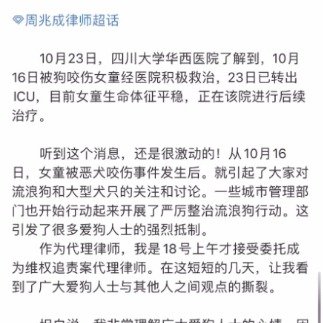 周兆成律师超话
10月23日，四川大学华西医院了解到，10月
16日被狗咬伤女童经医院积极救治，23日已转出
ICU，目前女童生命体征平稳，正在该院进行后续
治疗。
听到这个消息，还是很激动的！从10月16
日，女童被恶犬咬伤事件发生后。就引起了大家对
流浪狗和大型犬只的关注和讨论。一些城市管理部
门也开始行动起来开展了严厉整治流浪狗行动。这
引发了很多爱狗人士的强烈抵制。
作为代理律师，我是18号上午才接受委托成
为维权追责案代理律师。在这短短的几天，让我看
到了广大爱狗人士与其他人之间观点的撕裂。